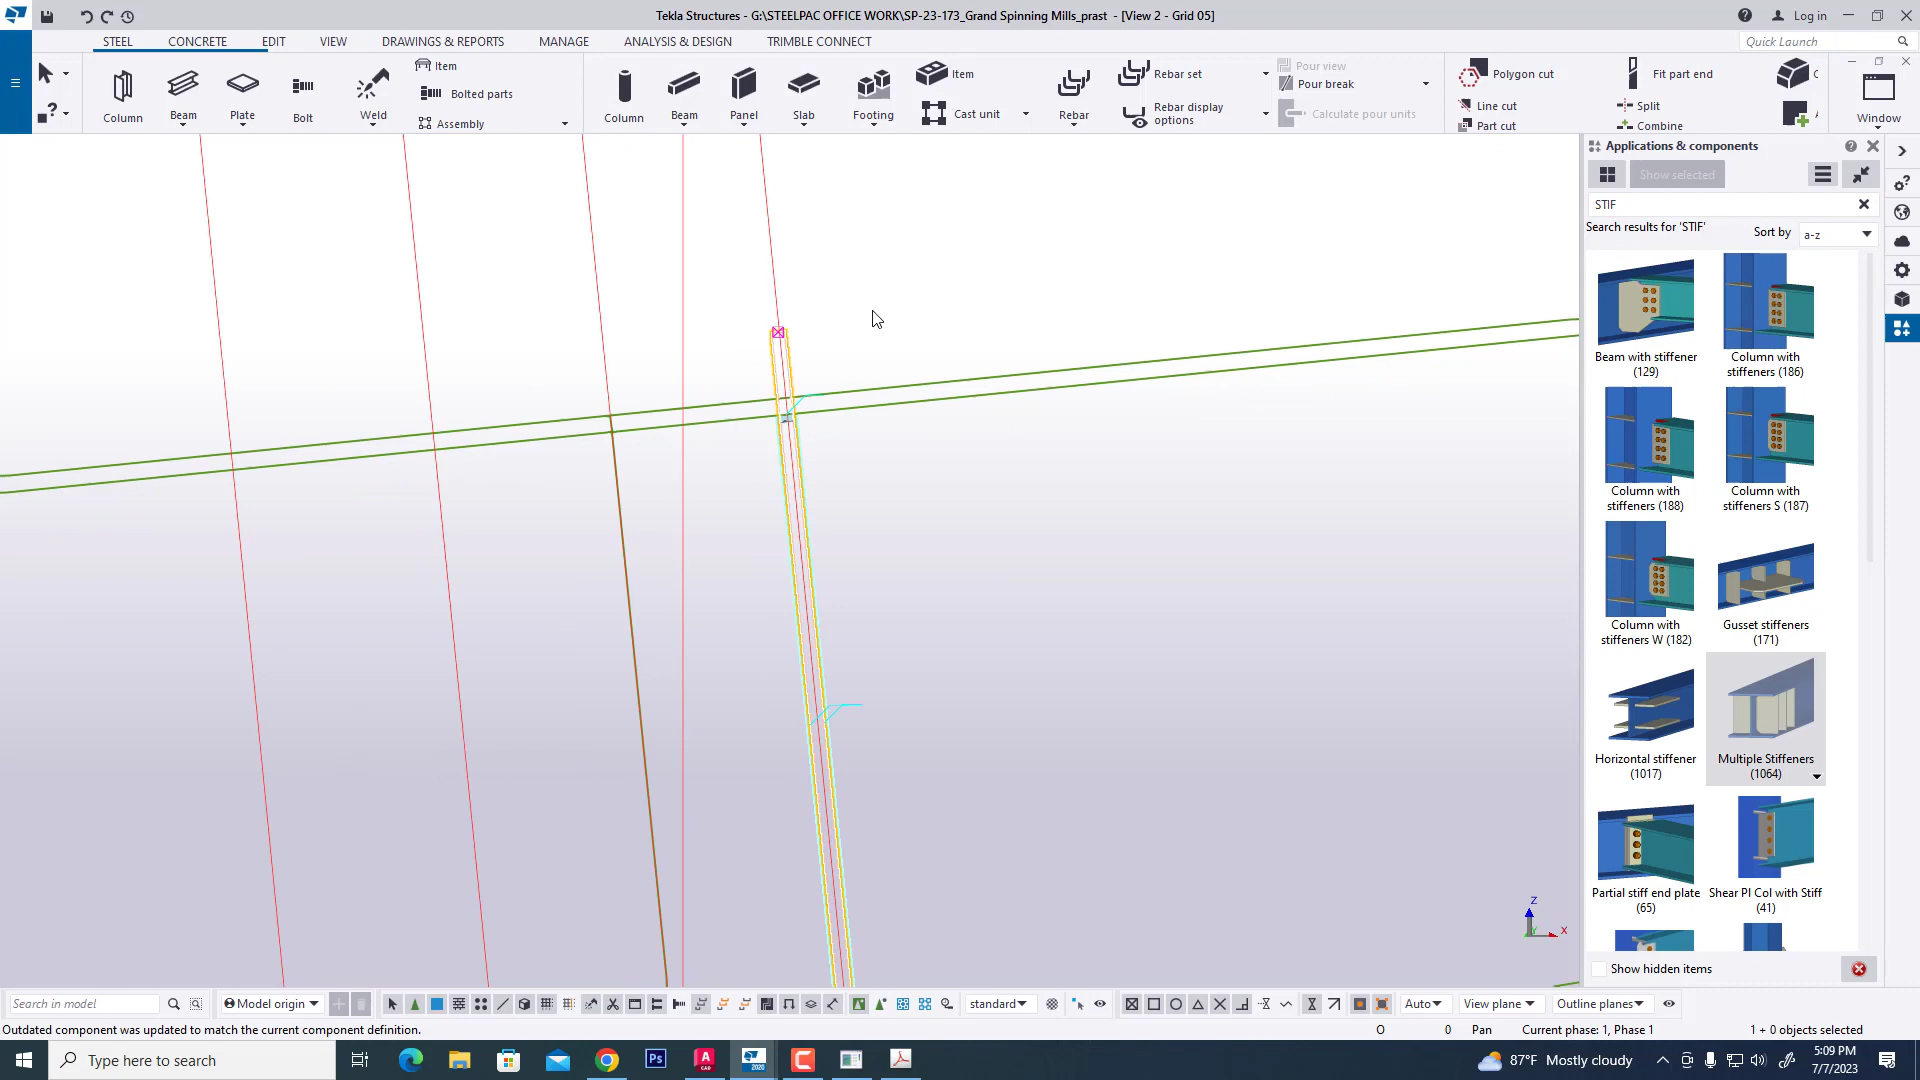 Tekla Structures - G:\STEELPAC OFFICE WORK\SP-23-173_Grand Spinning Mills_prast - [View 2 - Grid 05]
Log in
STEEL CONCRETE EDIT VIEW DRAWINGS & REPORTS MANAGE ANALYSIS & DESIGN TRIMBLE CONNECT
Quick Launch
Column Beam Plate Bolt Weld
Item
Bolted parts
Assembly
Column Beam Panel Slab Footing
Item
Cast unit
Rebar
Rebar set
Rebar display options
Pour view
Pour break
Calculate pour units
Polygon cut
Line cut
Part cut
Fit part end
Split
Combine
Window
Applications & components
Show selected
STIF
Search results for 'STIF'
Sort by
a-z
Beam with stiffener (129)
Column with stiffeners (186)
Column with stiffeners (188)
Column with stiffeners S (187)
Column with stiffeners W (182)
Gusset stiffeners (171)
Horizontal stiffener (1017)
Multiple Stiffeners (1064)
Partial stiff end plate (65)
Shear Pl Col with Stiff (41)
Show hidden items
Z
X
Y
Search in model
Model origin
standard
Auto
View plane
Outline planes
Outdated component was updated to match the current component definition.
O
0
Pan
Current phase: 1, Phase 1
1 + 0 objects selected
Type here to search
Ps
A
CAD
2020
87°F Mostly cloudy
5:09 PM
7/7/2023